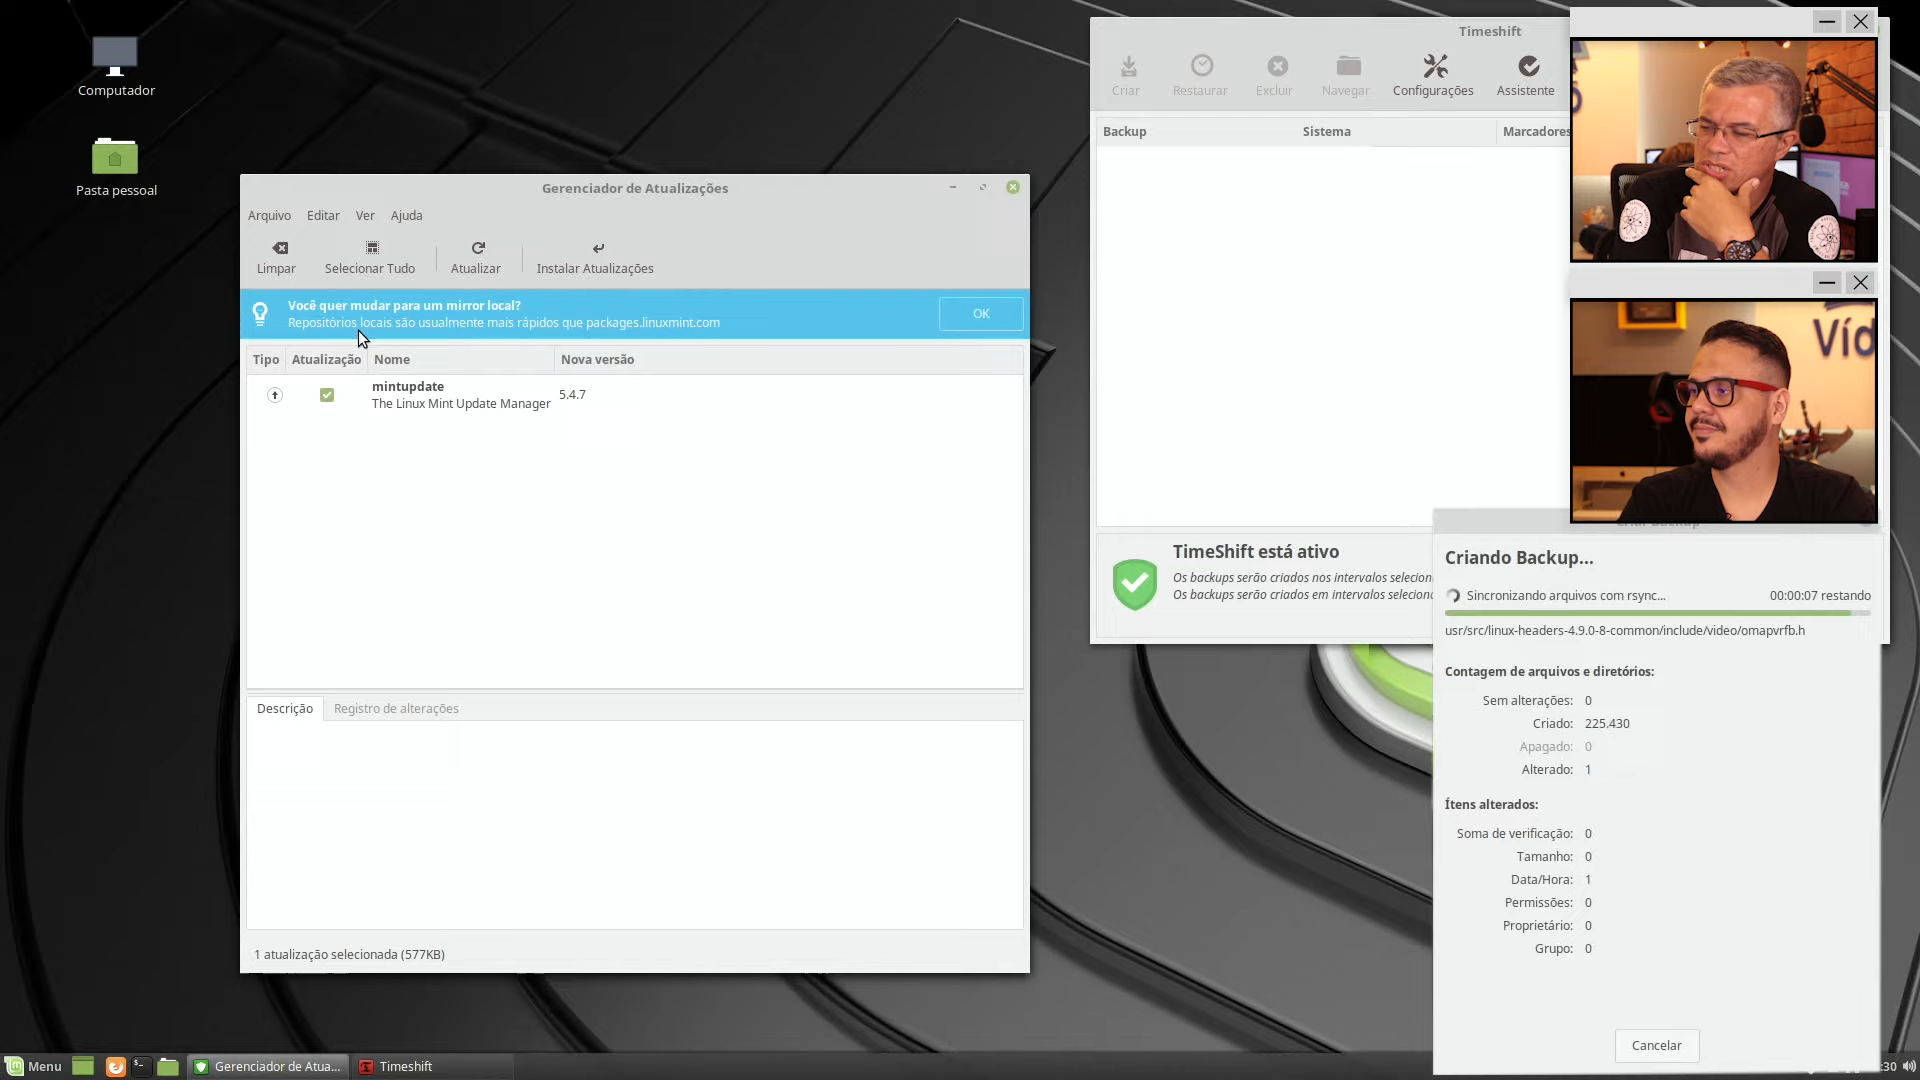 Computador
Pasta pessoal
Gerenciador de Atualizações
Arquivo Editar Ver Ajuda
Limpar Selecionar Tudo Atualizar Instalar Atualizações
Você quer mudar para um mirror local?
Repositórios locais são usualmente mais rápidos que packages.linuxmint.com
OK
Tipo Atualização Nome Nova versão
mintupdate
The Linux Mint Update Manager
5.4.7
Descrição Registro de alterações
1 atualização selecionada (577KB)
Timeshift
Criar Restaurar Excluir Navegar Configurações Assistente
Backup Sistema Marcadores
TimeShift está ativo
Os backups serão criados nos intervalos selecion
Os backups serão criados em intervalos seleciona
Víd
Criando Backup...
Sincronizando arquivos com rsync... 00:00:07 restando
usr/src/linux-headers-4.9.0-8-common/include/video/omapvrfb.h
Contagem de arquivos e diretórios:
Sem alterações: 0
Criado: 225.430
Apagado: 0
Alterado: 1
Ítens alterados:
Soma de verificação: 0
Tamanho: 0
Data/Hora: 1
Permissões: 0
Proprietário: 0
Grupo: 0
Cancelar
Menu
Gerenciador de Atua...
Timeshift
:30